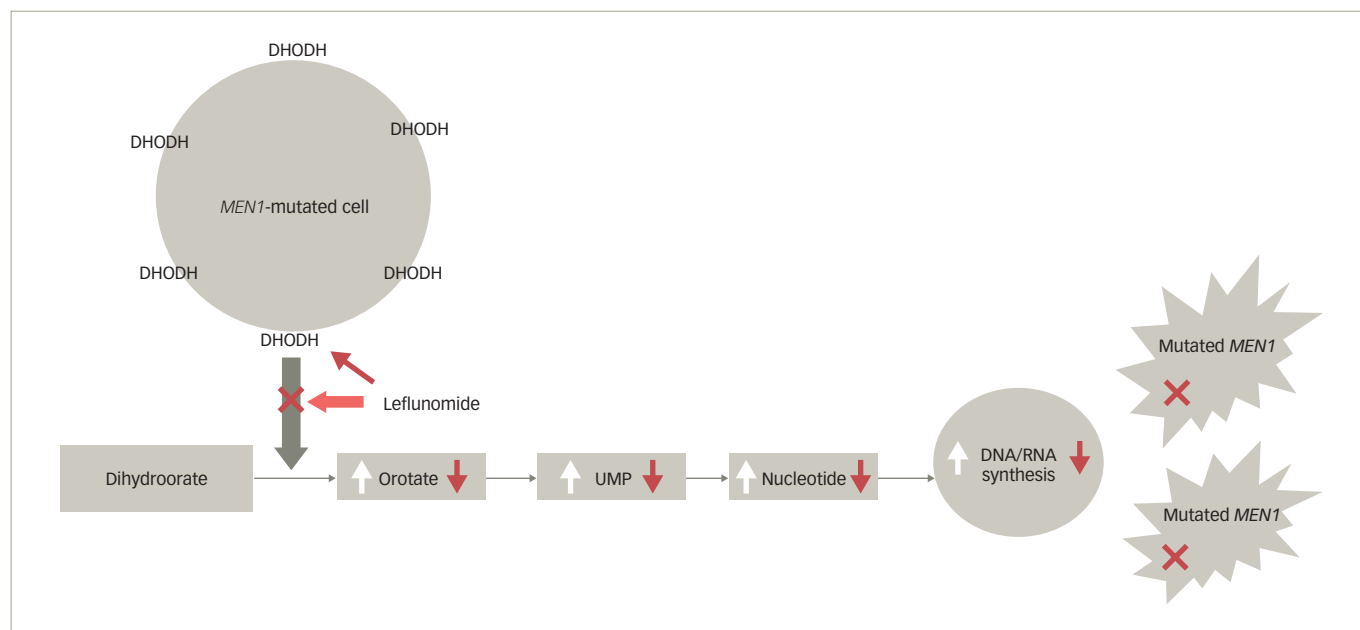 DHODH
DHODH
DHODH
MEN1-mutated cell
DHODH
DHODH
DHODH
Leflunomide
Dihydroorate
Orotate
UMP
Nucleotide
DNA/RNA
synthesis
Mutated MEN1
Mutated MEN1